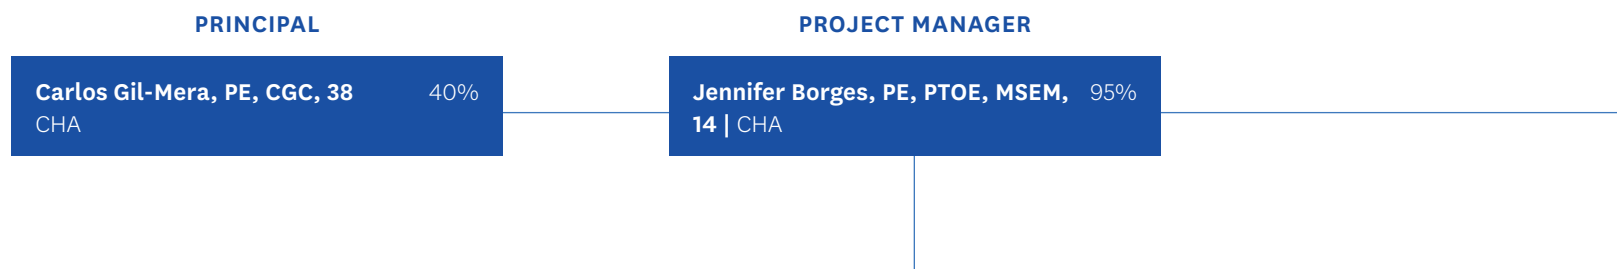 PRINCIPAL
Carlos Gil-Mera, PE, CGC, 38 40%
CHA
PROJECT MANAGER
Jennifer Borges, PE, PTOE, MSEM, 95%
14 | CHA